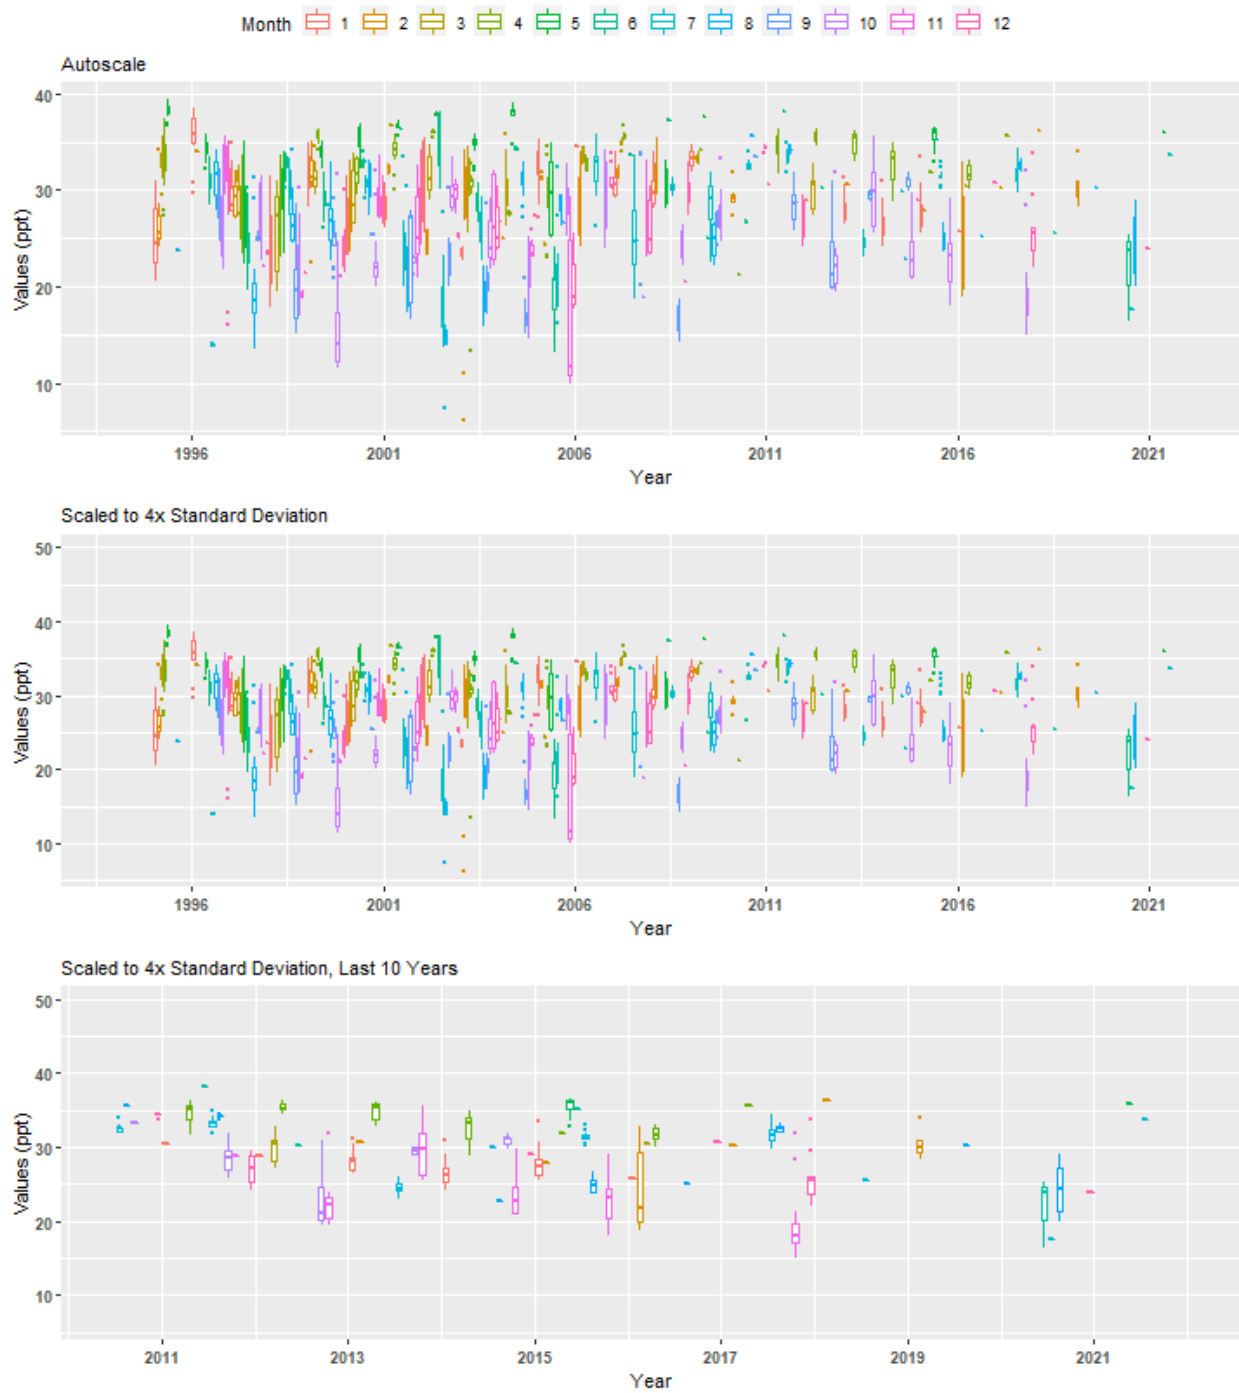 Month 1 2 3 4 5 6 7 8 9 10 11 12
Autoscale
40
30
20
10
Values (ppt)
1996 2001 2006 2011 2016 2021
Year
Scaled to 4x Standard Deviation
50
40
30
20
10
Values (ppt)
1996 2001 2006 2011 2016 2021
Year
Scaled to 4x Standard Deviation, Last 10 Years
50
40
30
20
10
Values (ppt)
2011 2013 2015 2017 2019 2021
Year